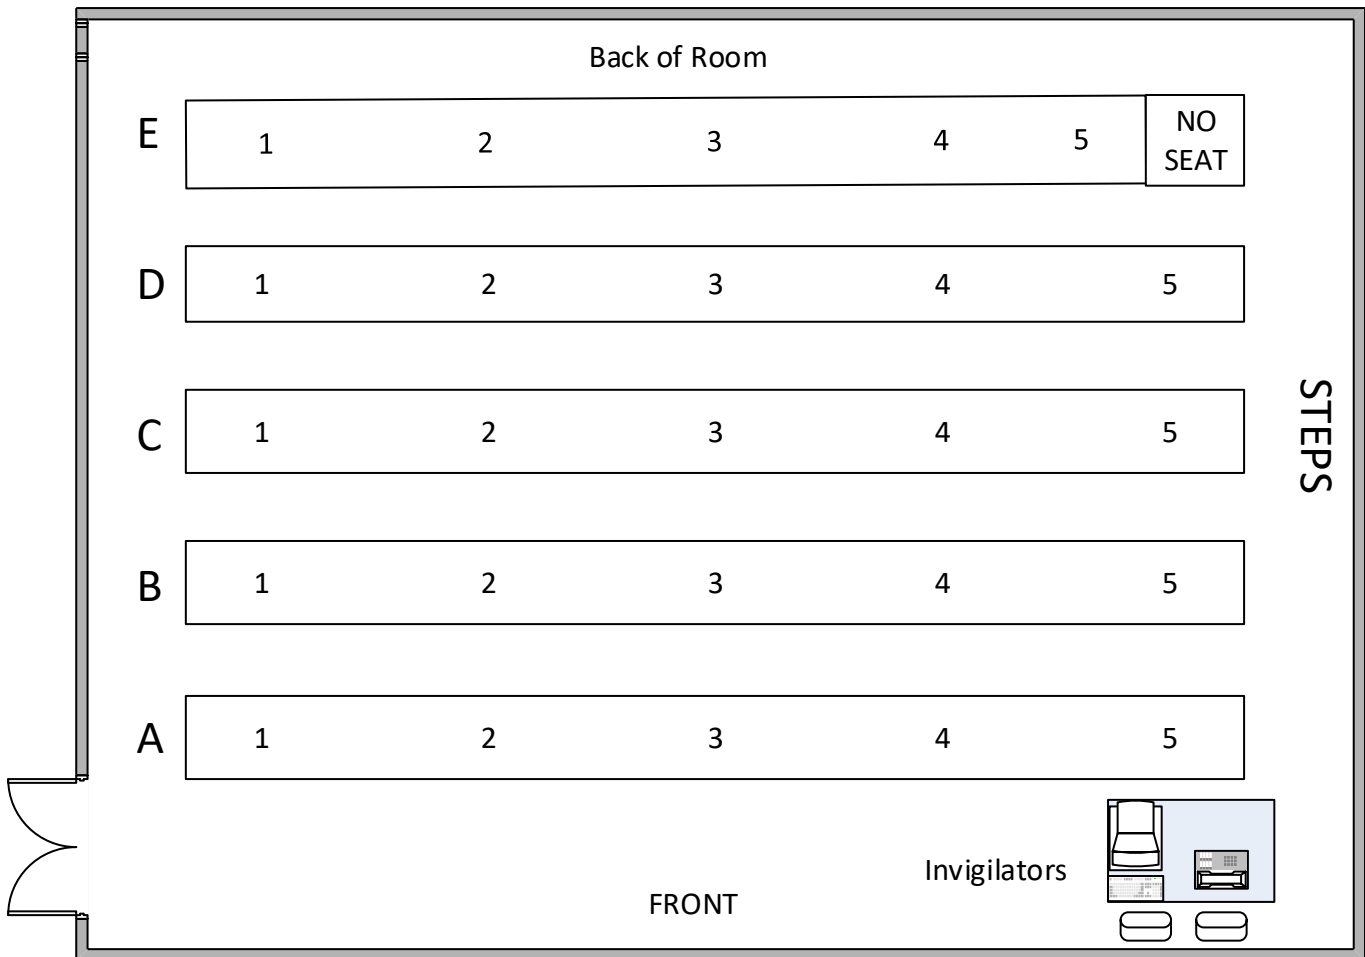 Back of Room
E 1 2 3 4 5 NO
SEAT
D 1 2 3 4 5
STEPS
C 1 2 3 4 5
B 1 2 3 4 5
A 1 2 3 4 5
Invigilators
FRONT